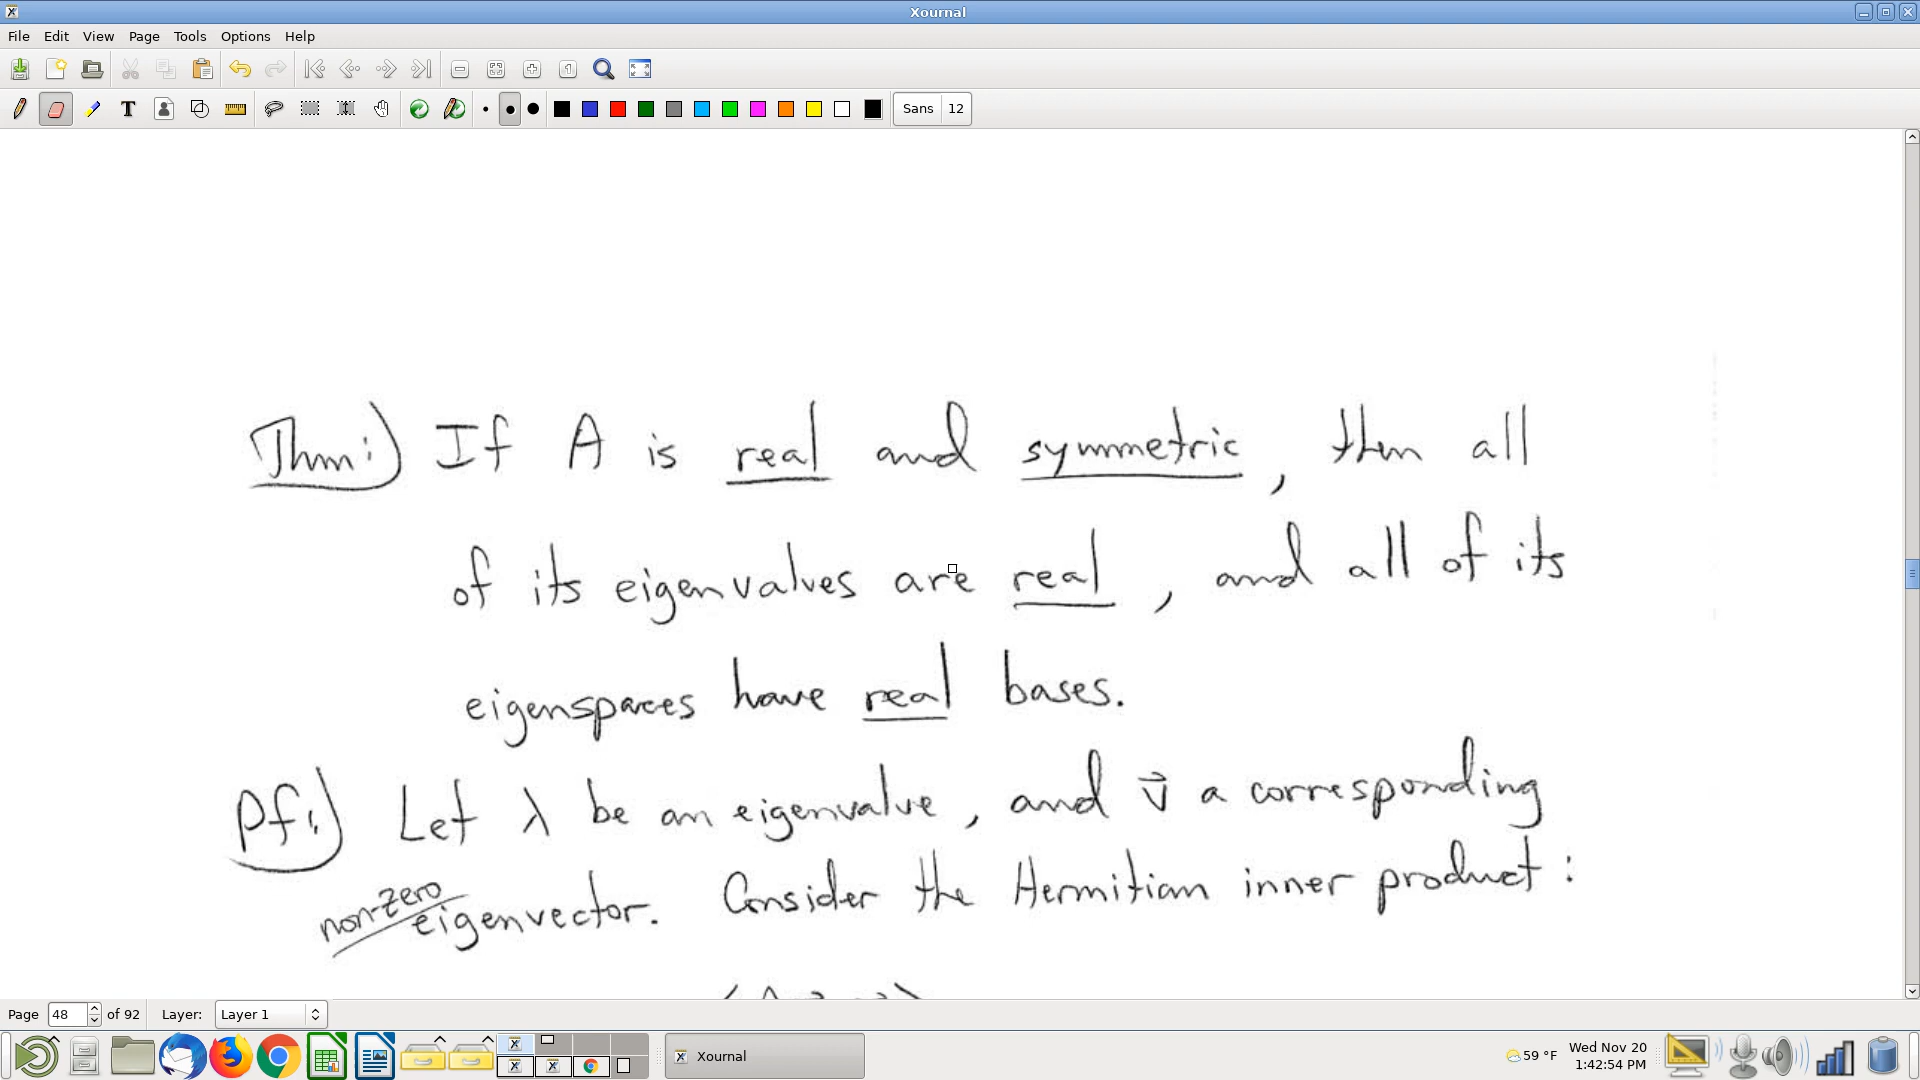 Xournal
File Edit View Page Tools Options Help
Sans 12
Thm: If A is real and symmetric, then all
of its eigenvalues are real, and all of its
eigenspaces have real bases.
Pf: Let λ be an eigenvalve, and v⃗ a corresponding
non-zero eigenvector. Consider the Hermitian inner product:
Page 48 of 92 Layer: Layer 1
Xournal
59 °F
Wed Nov 20
1:42:54 PM